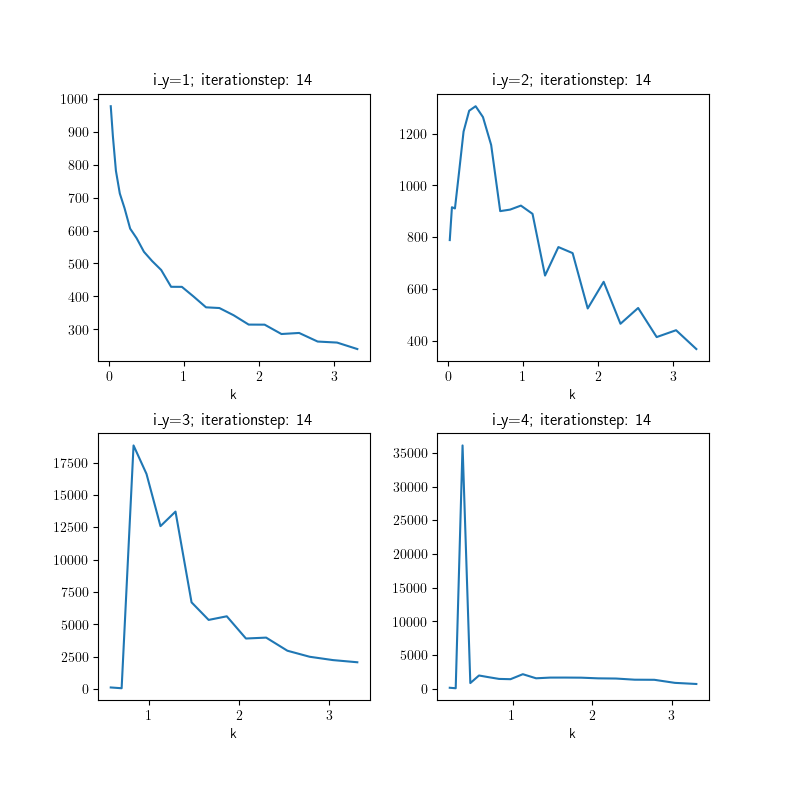 i_y=1; iterationstep: 14
1000
900
800
700
600
500
400
300
0 1 2 3
k
i_y=2; iterationstep: 14
1200
1000
800
600
400
0 1 2 3
k
i_y=3; iterationstep: 14
17500
15000
12500
10000
7500
5000
2500
0
1 2 3
k
i_y=4; iterationstep: 14
35000
30000
25000
20000
15000
10000
5000
0
1 2 3
k